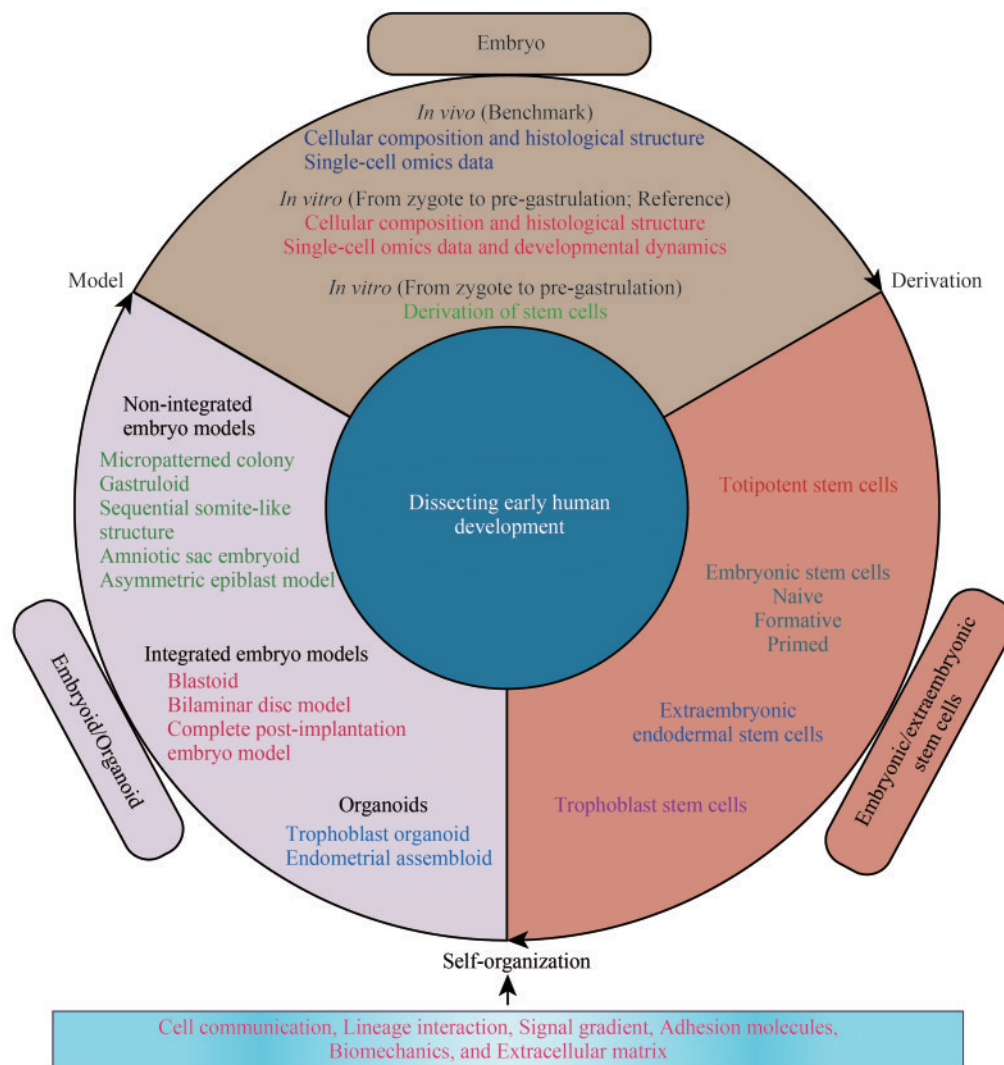 Embryo
In vivo (Benchmark)
Cellular composition and histological structure
Single-cell omics data
In vitro (From zygote to pre-gastrulation; Reference)
Cellular composition and histological structure
Single-cell omics data and developmental dynamics
In vitro (From zygote to pre-gastrulation)
Derivation of stem cells
Model
Derivation
Non-integrated
embryo models
Micropatterned colony
Gastruloid
Sequential somite-like
structure
Amniotic sac embryoid
Asymmetric epiblast model
Integrated embryo models
Blastoid
Bilaminar disc model
Complete post-implantation
embryo model
Organoids
Trophoblast organoid
Endometrial assembloid
Embryoid/Organoid
Dissecting early human
development
Totipotent stem cells
Embryonic stem cells
Naive
Formative
Primed
Extraembryonic
endodermal stem cells
Trophoblast stem cells
Embryonic/extraembryonic
stem cells
Self-organization
Cell communication, Lineage interaction, Signal gradient, Adhesion molecules,
Biomechanics, and Extracellular matrix